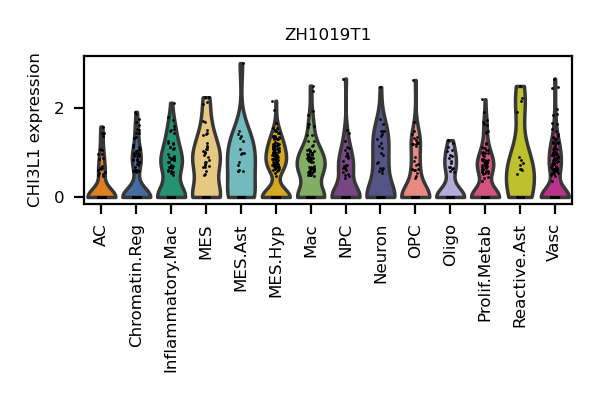 ZH1019T1
CHI3L1 expression
2
0
AC
Chromatin.Reg
Inflammatory.Mac
MES
MES.Ast
MES.Hyp
Mac
NPC
Neuron
OPC
Oligo
Prolif.Metab
Reactive.Ast
Vasc